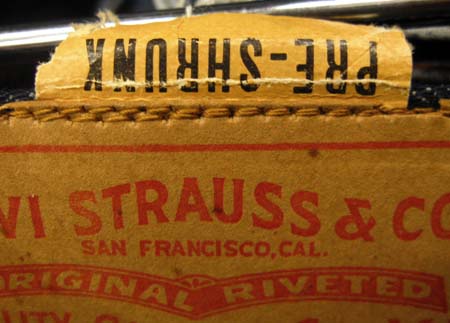 PRE-SHRUNK
VI STRAUSS & CO
SAN FRANCISCO, CAL.
ORIGINAL RIVETED